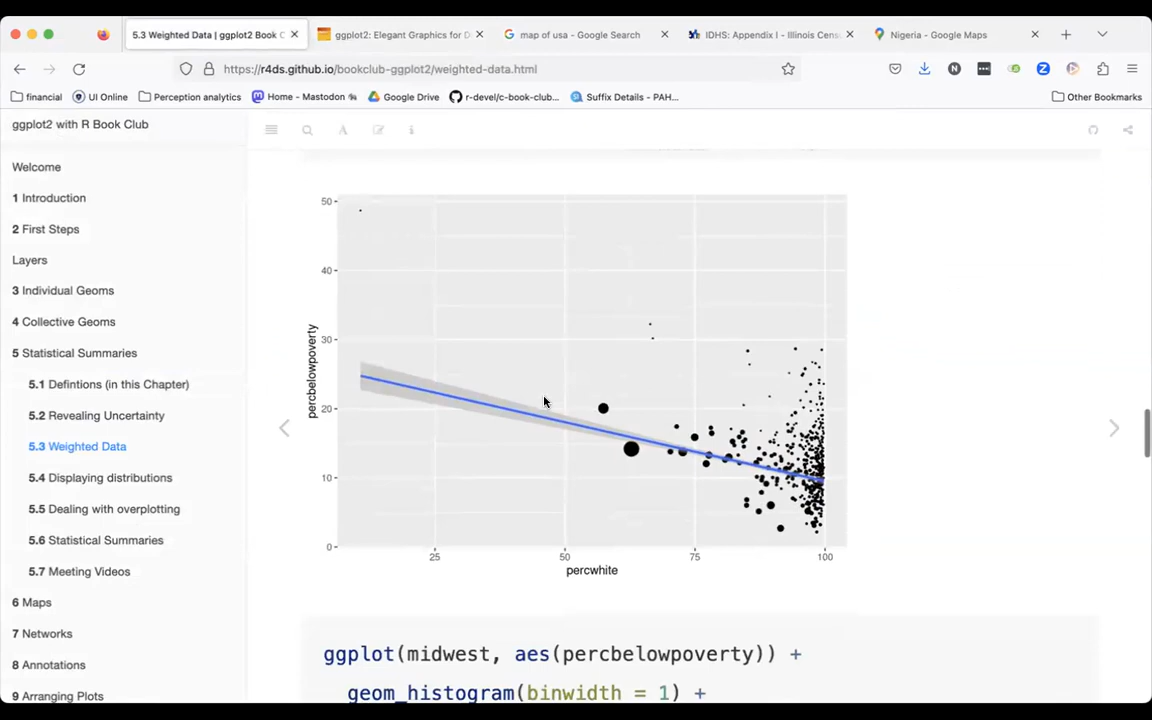 5.3 Weighted Data | ggplot2 Book C
ggplot2: Elegant Graphics for D
map of usa - Google Search
IDHS: Appendix I - Illinois Cens
Nigeria - Google Maps
https://r4ds.github.io/bookclub-ggplot2/weighted-data.html
financial
UI Online
Perception analytics
Home - Mastodon
Google Drive
r-devel/c-book-club...
Suffix Details - PAH...
Other Bookmarks
ggplot2 with R Book Club
Welcome
1 Introduction
2 First Steps
Layers
3 Individual Geoms
4 Collective Geoms
5 Statistical Summaries
5.1 Defintions (in this Chapter)
5.2 Revealing Uncertainty
5.3 Weighted Data
5.4 Displaying distributions
5.5 Dealing with overplotting
5.6 Statistical Summaries
5.7 Meeting Videos
6 Maps
7 Networks
8 Annotations
9 Arranging Plots
50
40
30
20
10
0
percbelowpoverty
25
50
75
100
percwhite
ggplot(midwest, aes(percbelowpoverty)) +
geom_histogram(binwidth = 1) +